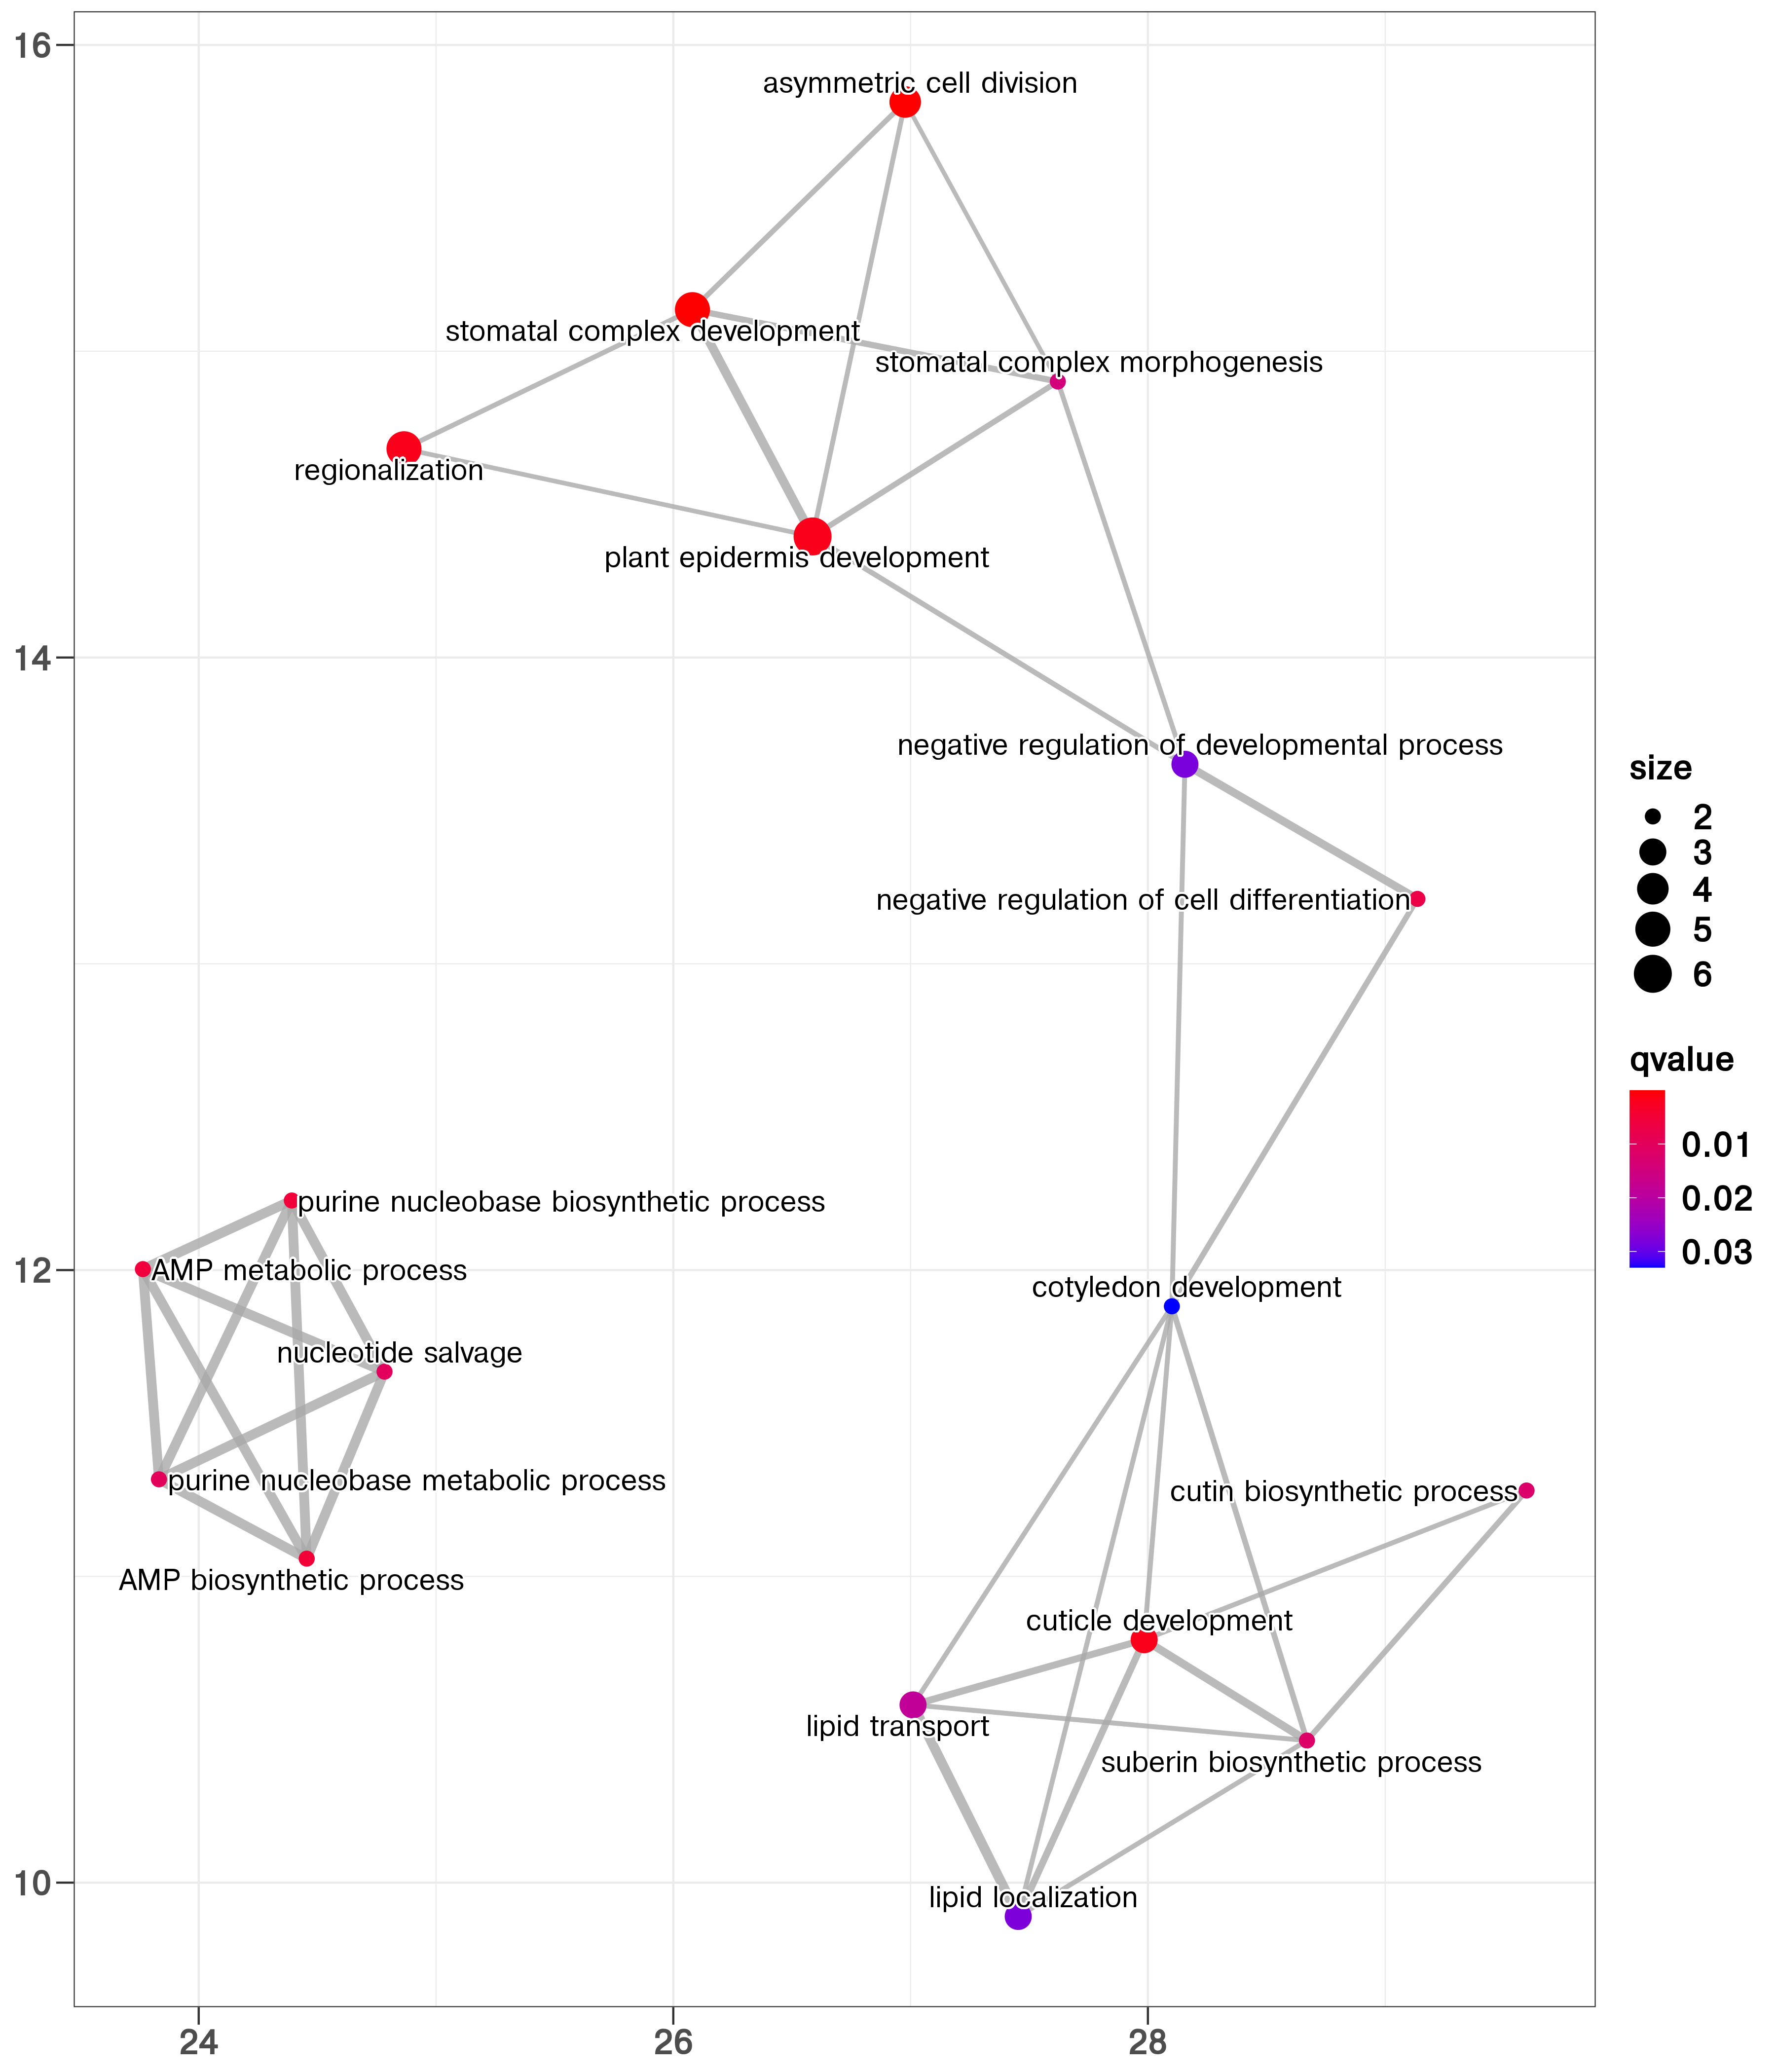 16
asymmetric cell division
stomatal complex development
stomatal complex morphogenesis
regionalization
plant epidermis development
14
negative regulation of developmental process
negative regulation of cell differentiation
size
2
3
4
5
6
qvalue
0.01
0.02
0.03
purine nucleobase biosynthetic process
12
AMP metabolic process
cotyledon development
nucleotide salvage
purine nucleobase metabolic process
cutin biosynthetic process
AMP biosynthetic process
cuticle development
lipid transport
suberin biosynthetic process
10
lipid localization
24
26
28